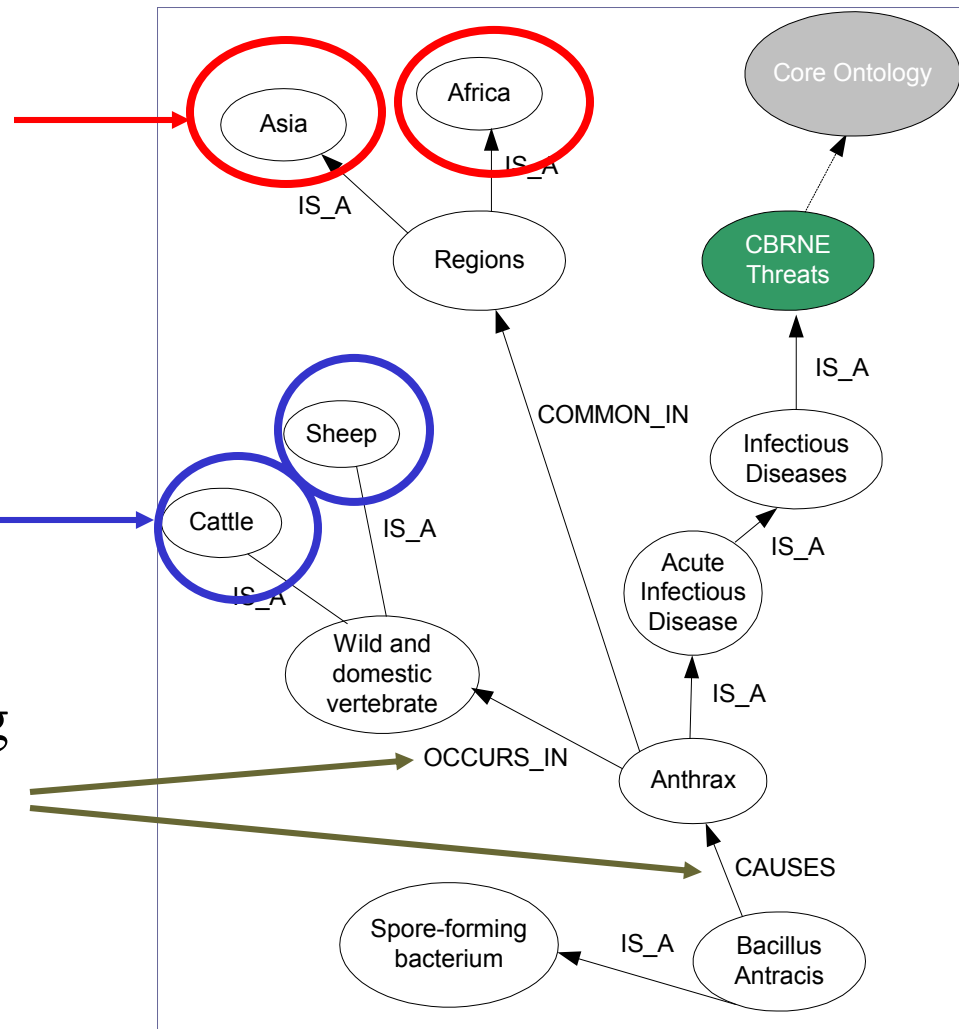 Core Ontology
Africa
Asia
IS_A
IS_A
Regions
CBRNE
Threats
IS_A
COMMON_IN
Sheep
Infectious
Diseases
Cattle
IS_A
IS_A
Acute
Infectious
Disease
IS_A
Wild and
domestic
vertebrate
IS_A
g
OCCURS_IN
Anthrax
CAUSES
Spore-forming
bacterium
IS_A
Bacillus
Antracis